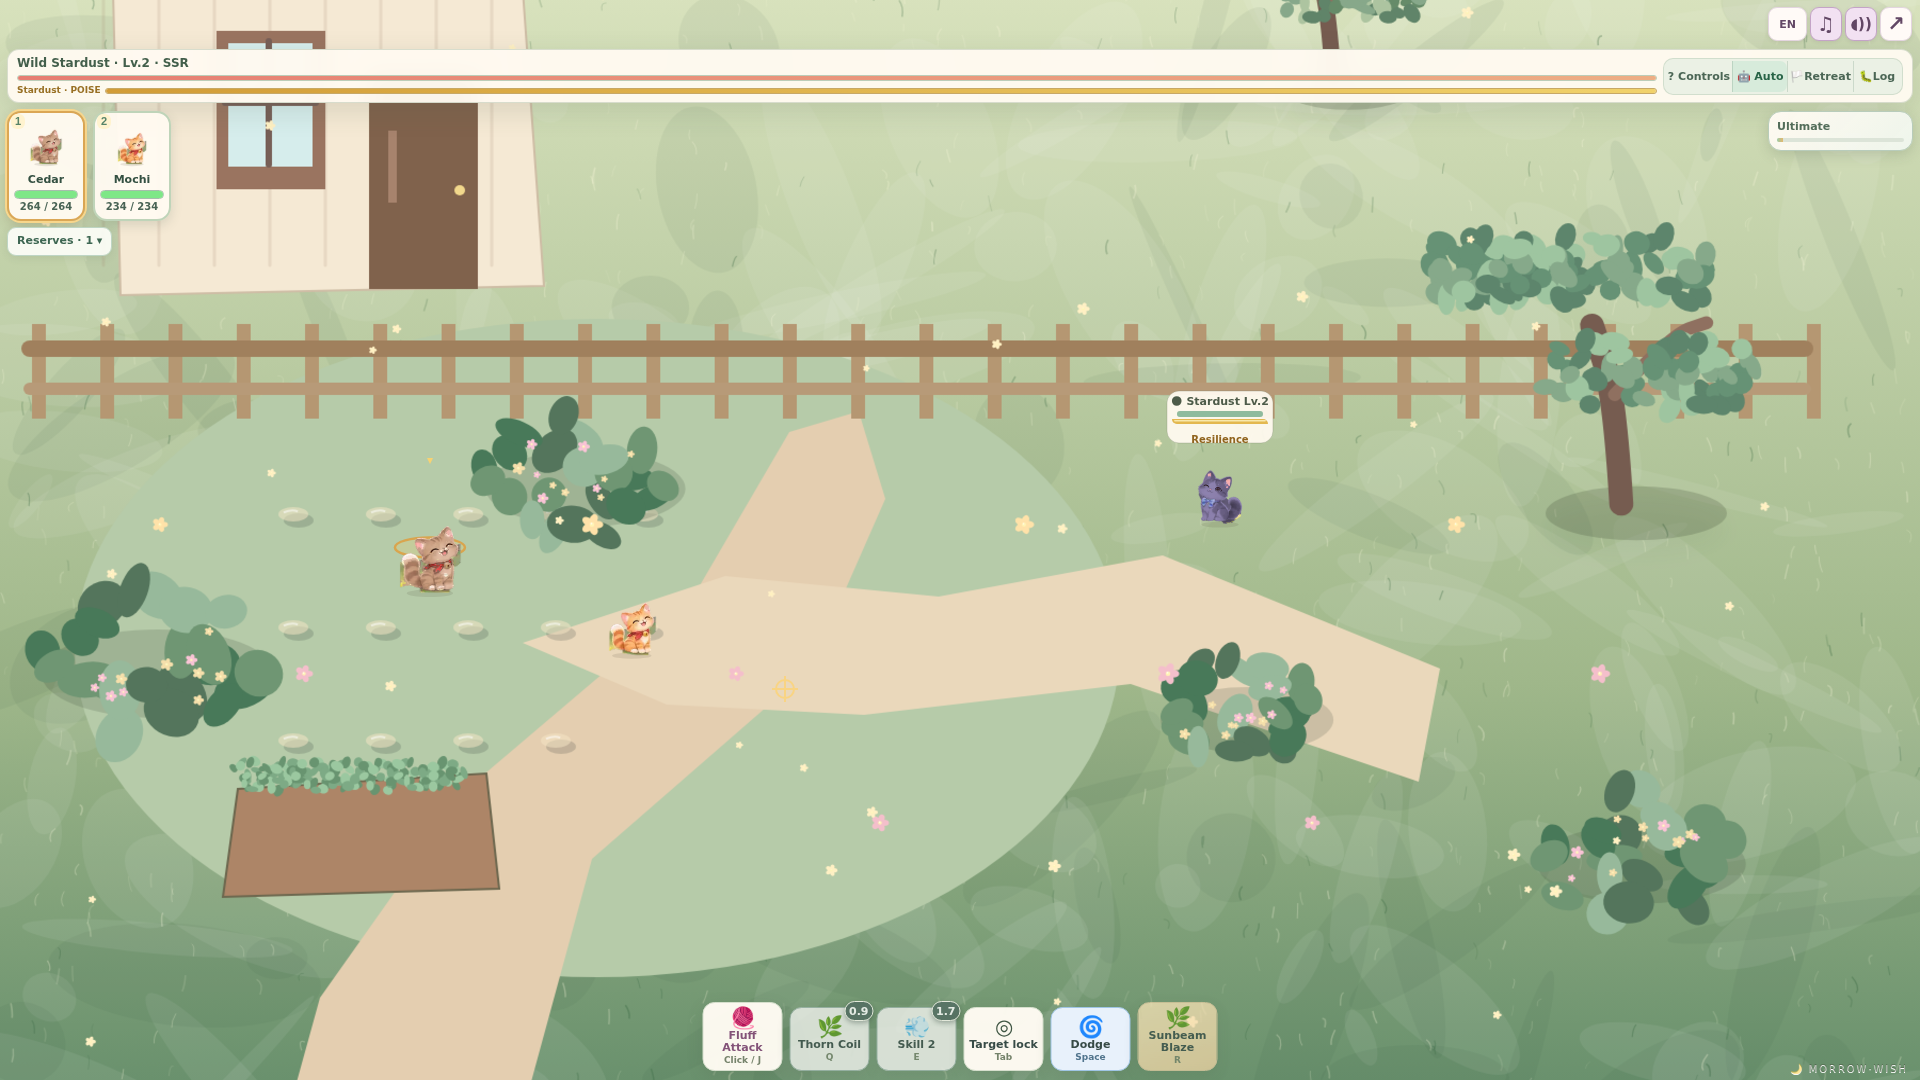 EN
Wild Stardust · Lv.2 · SSR
Stardust · POISE
? Controls
Auto
Retreat
Log
Ultimate
1
Cedar
264 / 264
2
Mochi
234 / 234
Reserves · 1 ▾
Stardust Lv.2
Resilience
Fluff Attack
Click / J
0.9
Thorn Coil
Q
1.7
Skill 2
E
Target lock
Tab
Dodge
Space
Sunbeam Blaze
R
MORROW-WISH